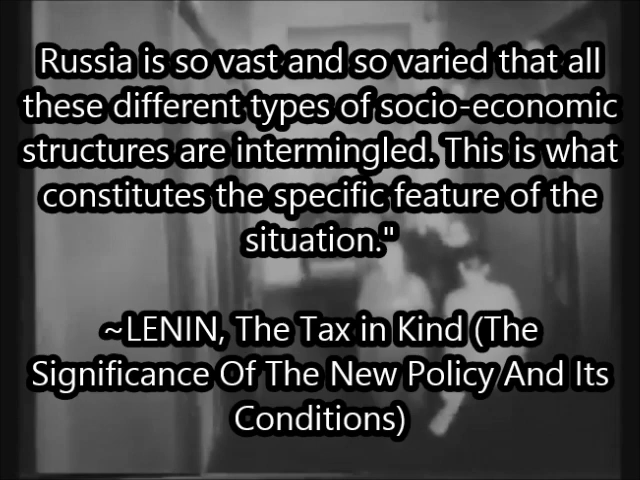 Russia is so vast and so varied that all
these different types of socio-economic
structures are intermingled. This is what
constitutes the specific feature of the
situation."
~LENIN, The Tax in Kind (The
Significance Of The New Policy And Its
Conditions)